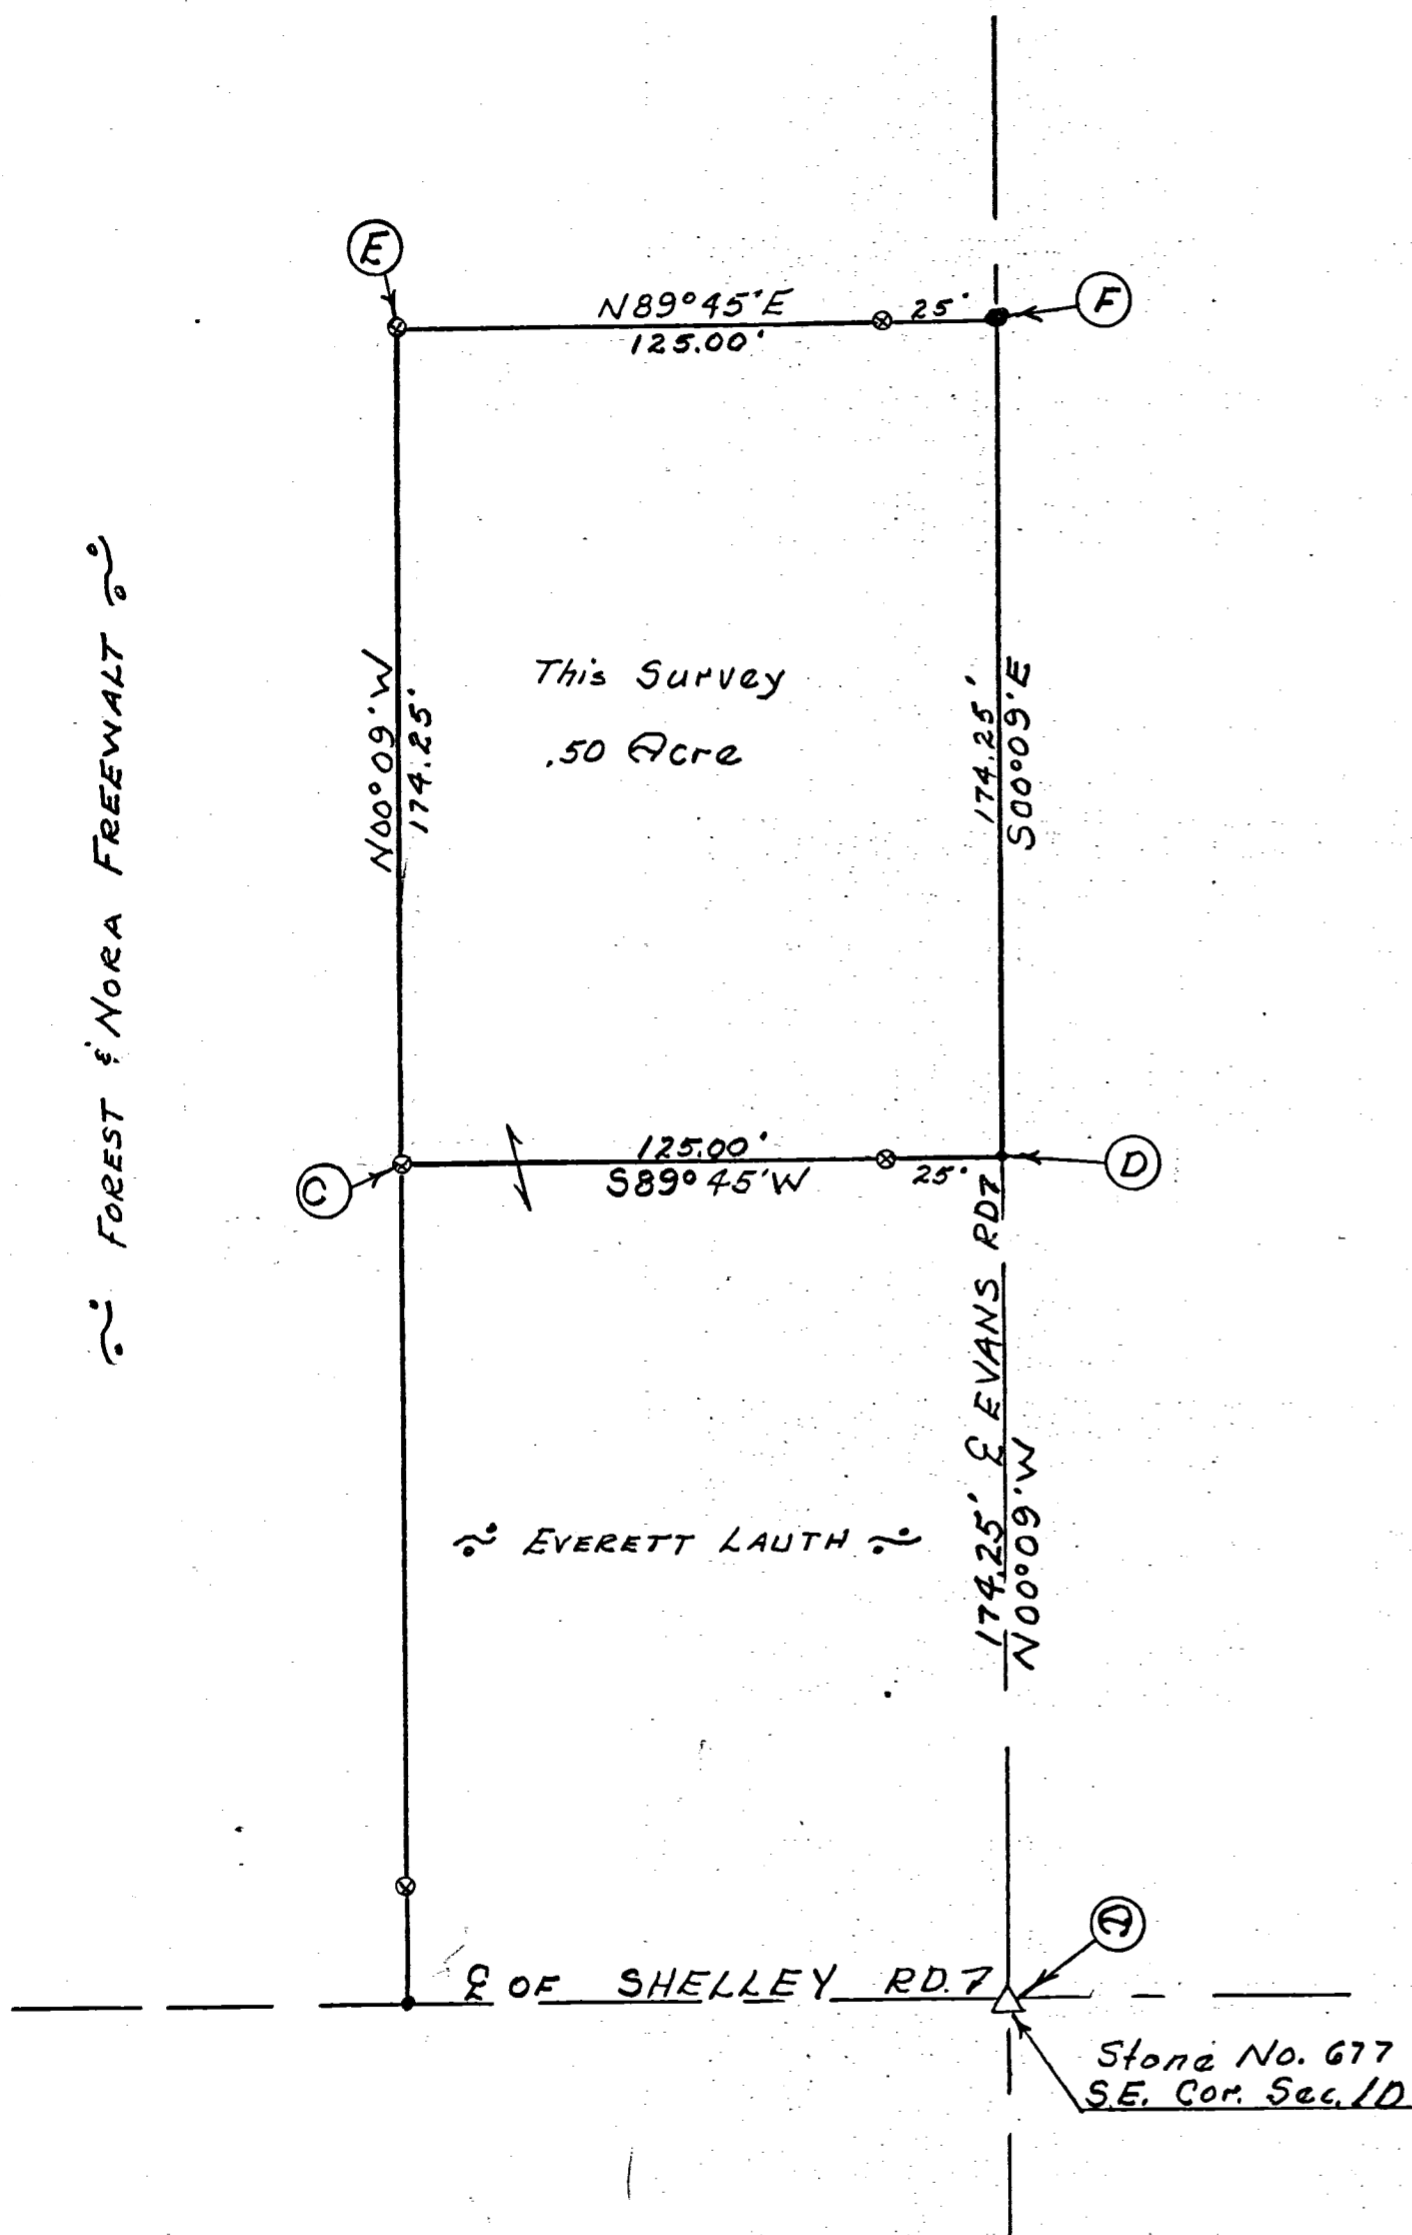 E
N89°45'E
25'
F
125.00'
FOREST & NORA FREEWALT
N00°09'W
174.25'
This Survey
.50 Acre
174.25'
S00°09'E
C
125.00'
S89°45'W
25'
D
174.25' ℄ EVANS RD7
N00°09'W
EVERETT LAUTH
A
℄ OF SHELLEY RD.7
Stone No. 677
S.E. Cor. Sec. 10